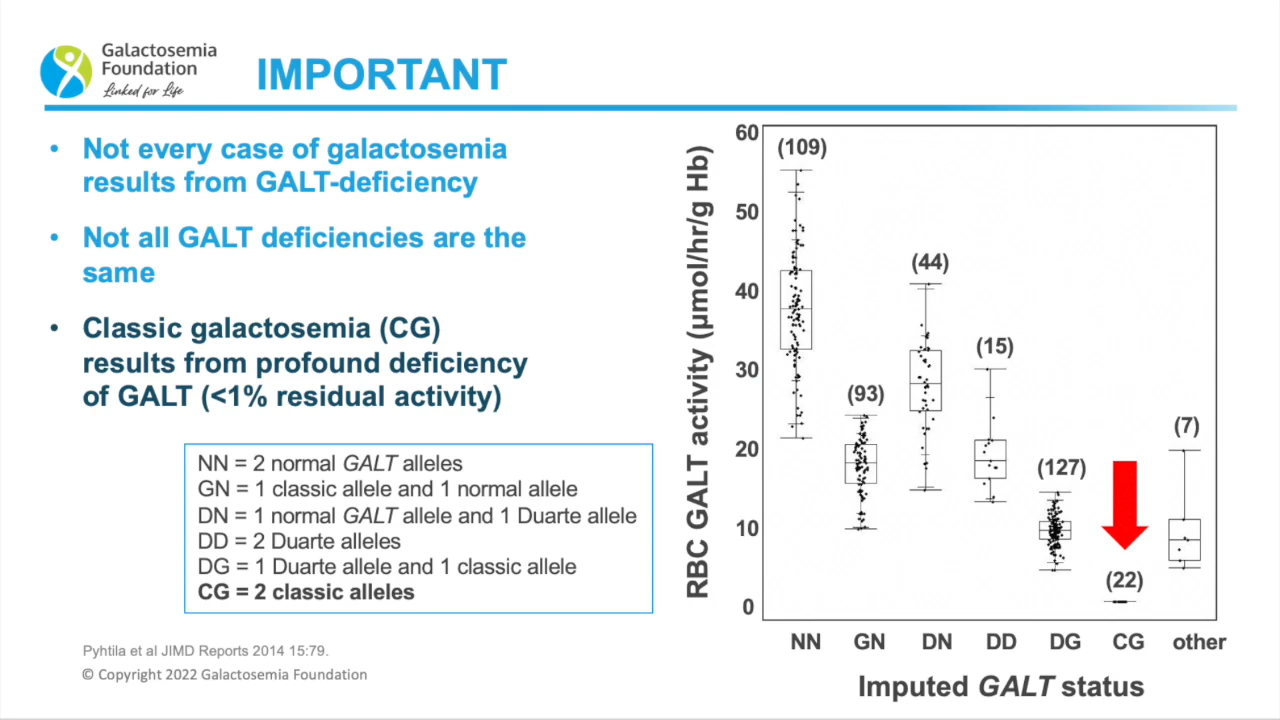 Galactosemia
Foundation
Linked for Life
IMPORTANT
• Not every case of galactosemia
results from GALT-deficiency
• Not all GALT deficiencies are the
same
• Classic galactosemia (CG)
results from profound deficiency
of GALT (<1% residual activity)
NN = 2 normal GALT alleles
GN = 1 classic allele and 1 normal allele
DN = 1 normal GALT allele and 1 Duarte allele
DD = 2 Duarte alleles
DG = 1 Duarte allele and 1 classic allele
CG = 2 classic alleles
Pyhtila et al JIMD Reports 2014 15:79.
© Copyright 2022 Galactosemia Foundation
RBC GALT activity (µmol/hr/g Hb)
60
50
40
30
20
10
0
(109)
(93)
(44)
(15)
(127)
(22)
(7)
NN GN DN DD DG CG other
Imputed GALT status